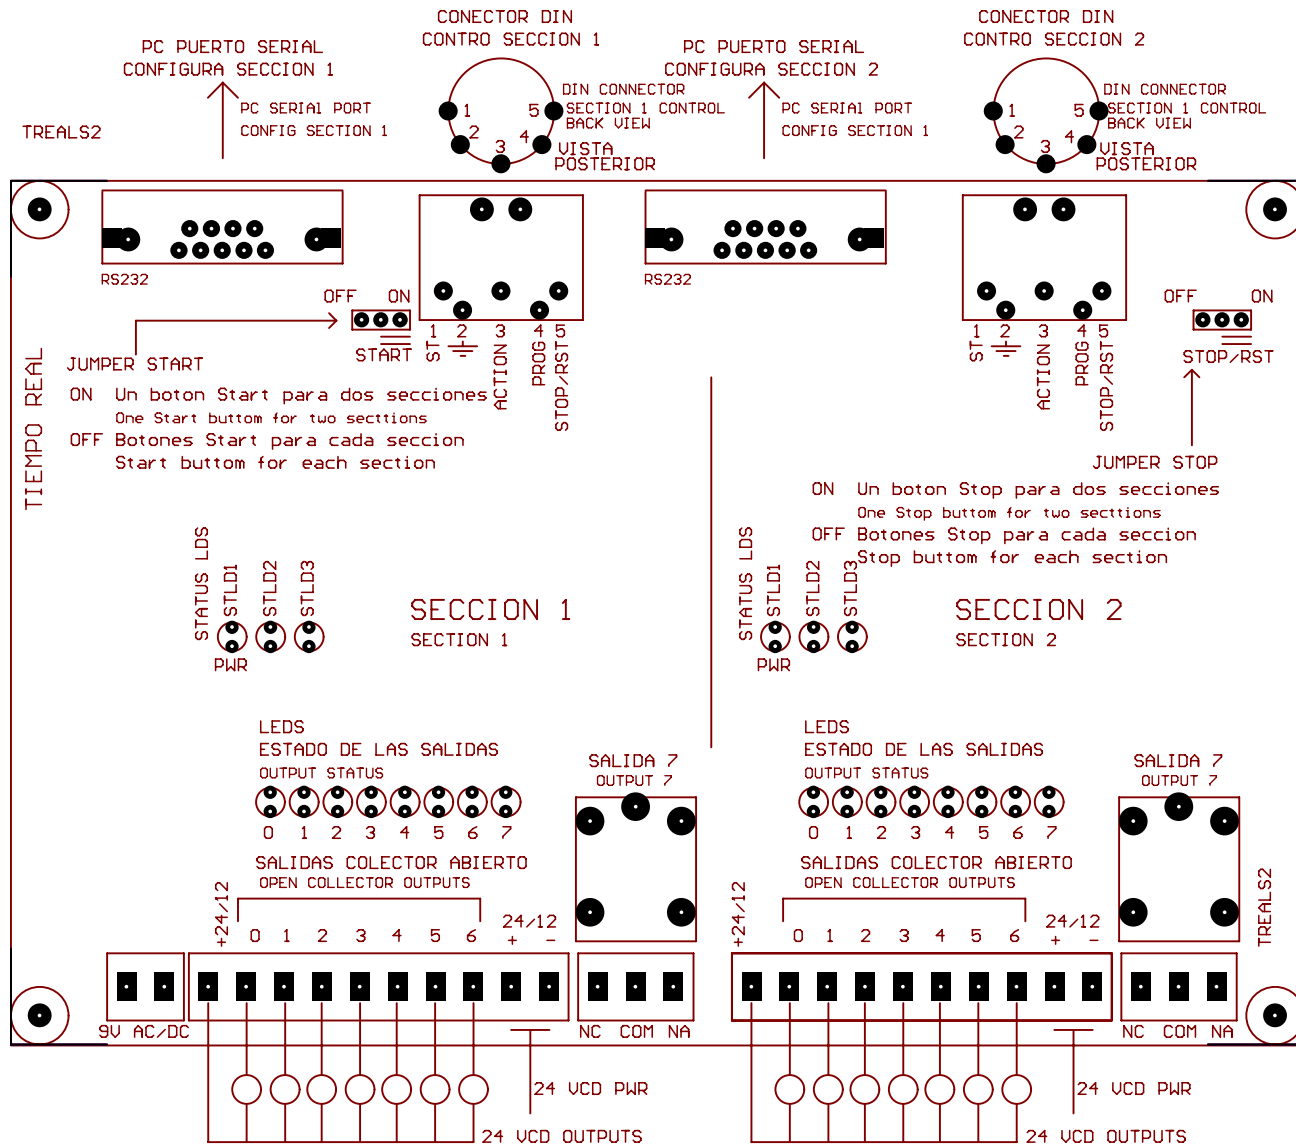 CONECTOR DIN
CONTRO SECCION 1
CONECTOR DIN
CONTRO SECCION 2
PC PUERTO SERIAL
CONFIGURA SECCION 1
PC PUERTO SERIAL
CONFIGURA SECCION 2
PC SERIAl PORT
CONFIG SECTION 1
1 2 3 4 5
DIN CONNECTOR
SECTION 1 CONTROL
BACK VIEW
VISTA
POSTERIOR
PC SERIAl PORT
CONFIG SECTION 1
1 2 3 4 5
DIN CONNECTOR
SECTION 1 CONTROL
BACK VIEW
VISTA
POSTERIOR
TREALS2
RS232
RS232
OFF ON
START
1 2 3 4 5
ST
ACTION
PROG
STOP/RST
1 2 3 4 5
ST
ACTION
PROG
STOP/RST
OFF ON
STOP/RST
TIEMPO REAL
JUMPER START
ON Un boton Start para dos secciones
One Start buttom for two secttions
OFF Botones Start para cada seccion
Start buttom for each section
JUMPER STOP
ON Un boton Stop para dos secciones
One Stop buttom for two secttions
OFF Botones Stop para cada seccion
Stop buttom for each section
STATUS LDS
STLD1
STLD2
STLD3
PWR
SECCION 1
SECTION 1
STATUS LDS
STLD1
STLD2
STLD3
PWR
SECCION 2
SECTION 2
LEDS
ESTADO DE LAS SALIDAS
OUTPUT STATUS
0 1 2 3 4 5 6 7
SALIDA 7
OUTPUT 7
LEDS
ESTADO DE LAS SALIDAS
OUTPUT STATUS
0 1 2 3 4 5 6 7
SALIDA 7
OUTPUT 7
SALIDAS COLECTOR ABIERTO
OPEN COLLECTOR OUTPUTS
+24/12
0 1 2 3 4 5 6
24/12
+ -
SALIDAS COLECTOR ABIERTO
OPEN COLLECTOR OUTPUTS
+24/12
0 1 2 3 4 5 6
24/12
+ -
TREALS2
9V AC/DC
NC COM NA
NC COM NA
24 VCD PWR
24 VCD OUTPUTS
24 VCD PWR
24 VCD OUTPUTS